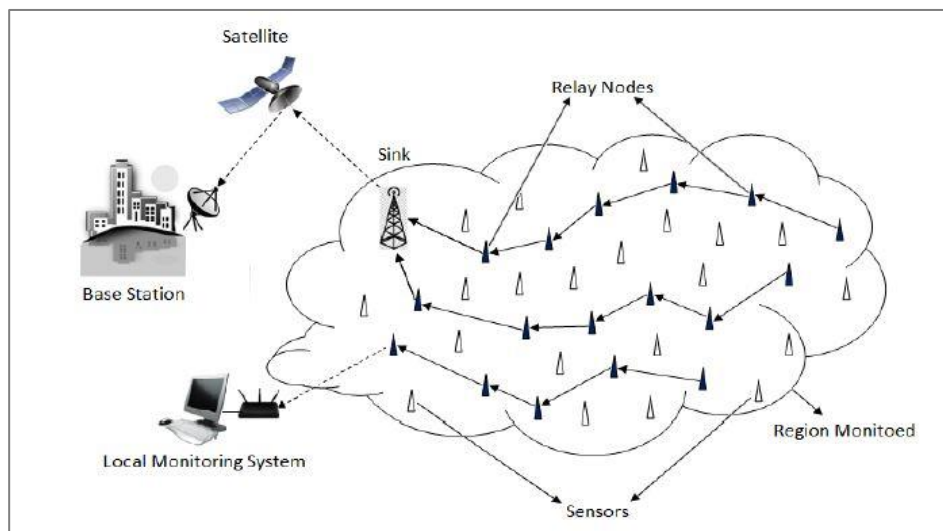 Satellite
Relay Nodes
Sink
Base Station
Region Monitoed
Local Monitoring System
Sensors